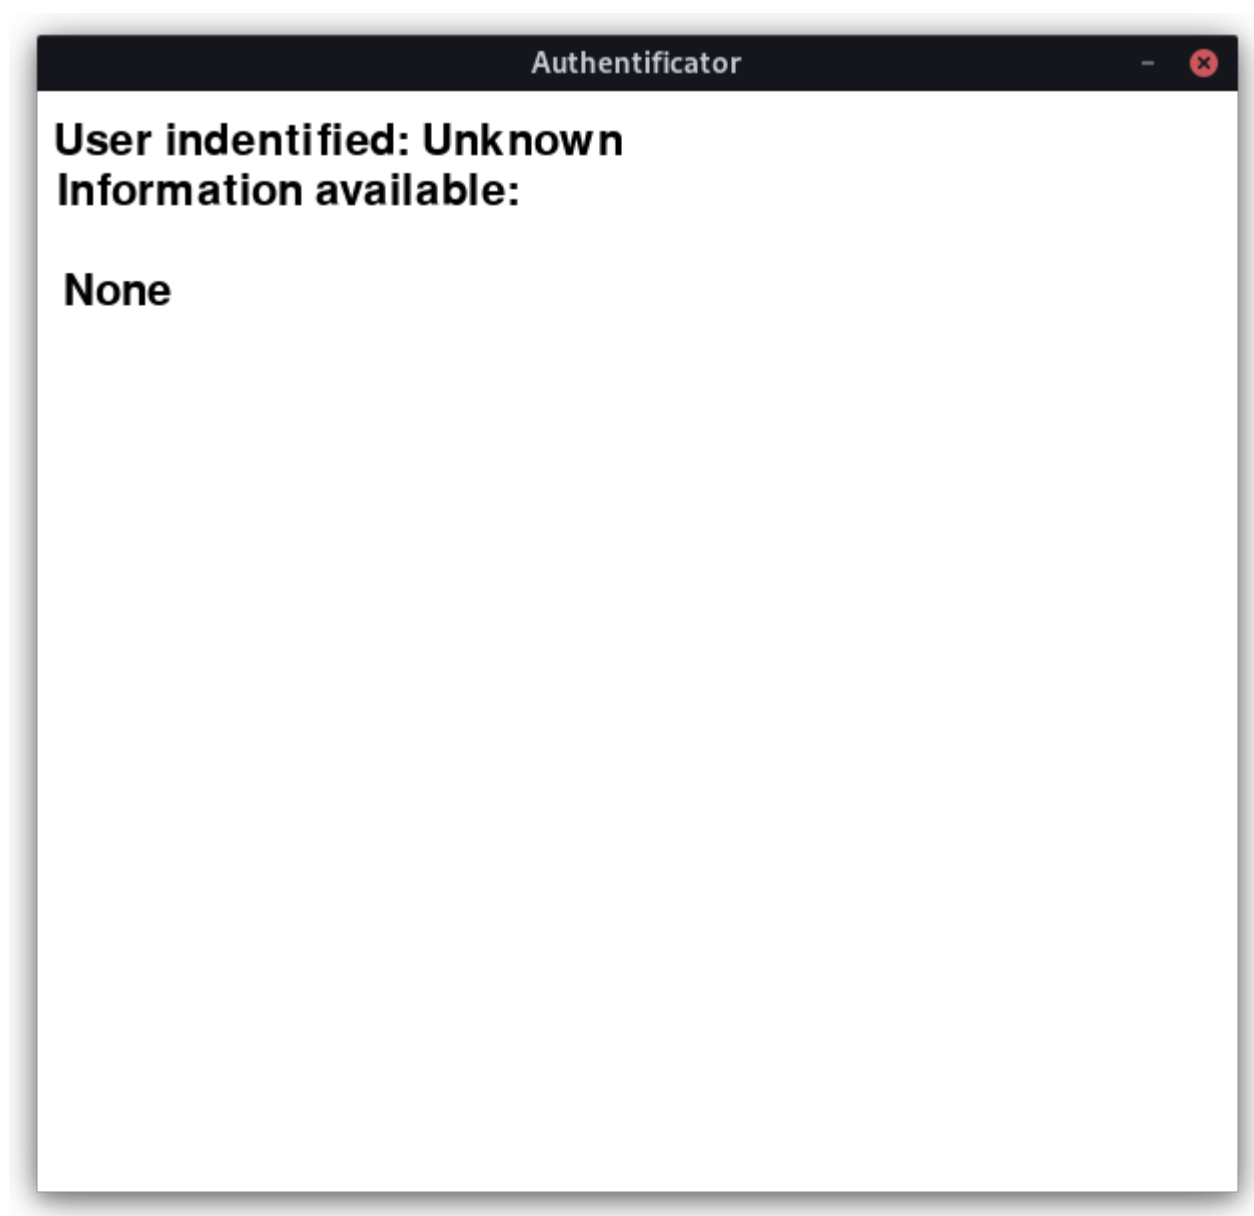 Authentificator
User indentified: Unknown
Information available:
None